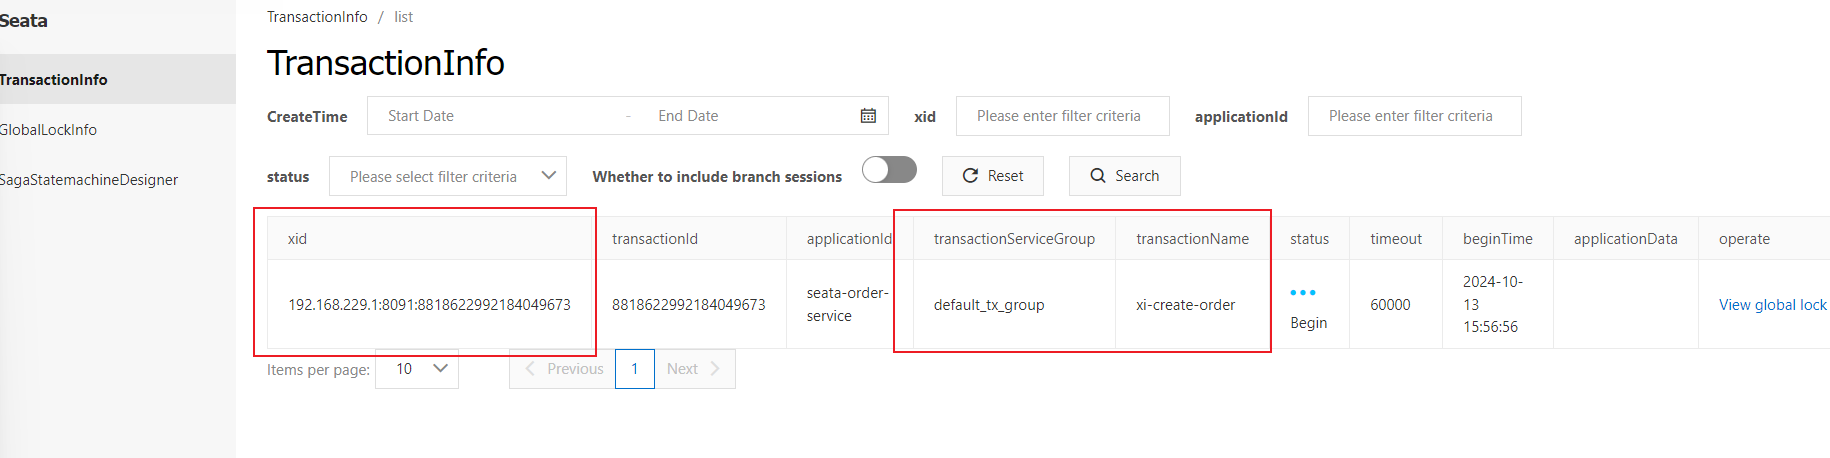 Seata
TransactionInfo / list
TransactionInfo
TransactionInfo
GlobalLockInfo
SagaStatemachineDesigner
CreateTime Start Date - End Date xid Please enter filter criteria applicationId Please enter filter criteria
status Please select filter criteria Whether to include branch sessions Reset Search
xid transactionId applicationId transactionServiceGroup transactionName status timeout beginTime applicationData operate
192.168.229.1:8091:8818622992184049673 8818622992184049673 seata-order-service default_tx_group xi-create-order Begin 60000 2024-10-13 15:56:56 View global lock
Items per page: 10 Previous 1 Next